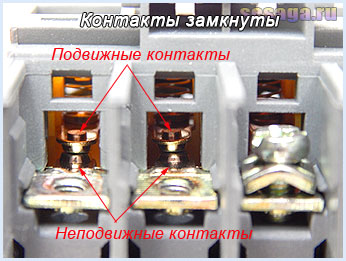 Контакты замкнуты
sesaga.ru
Подвижные контакты
Неподвижные контакты